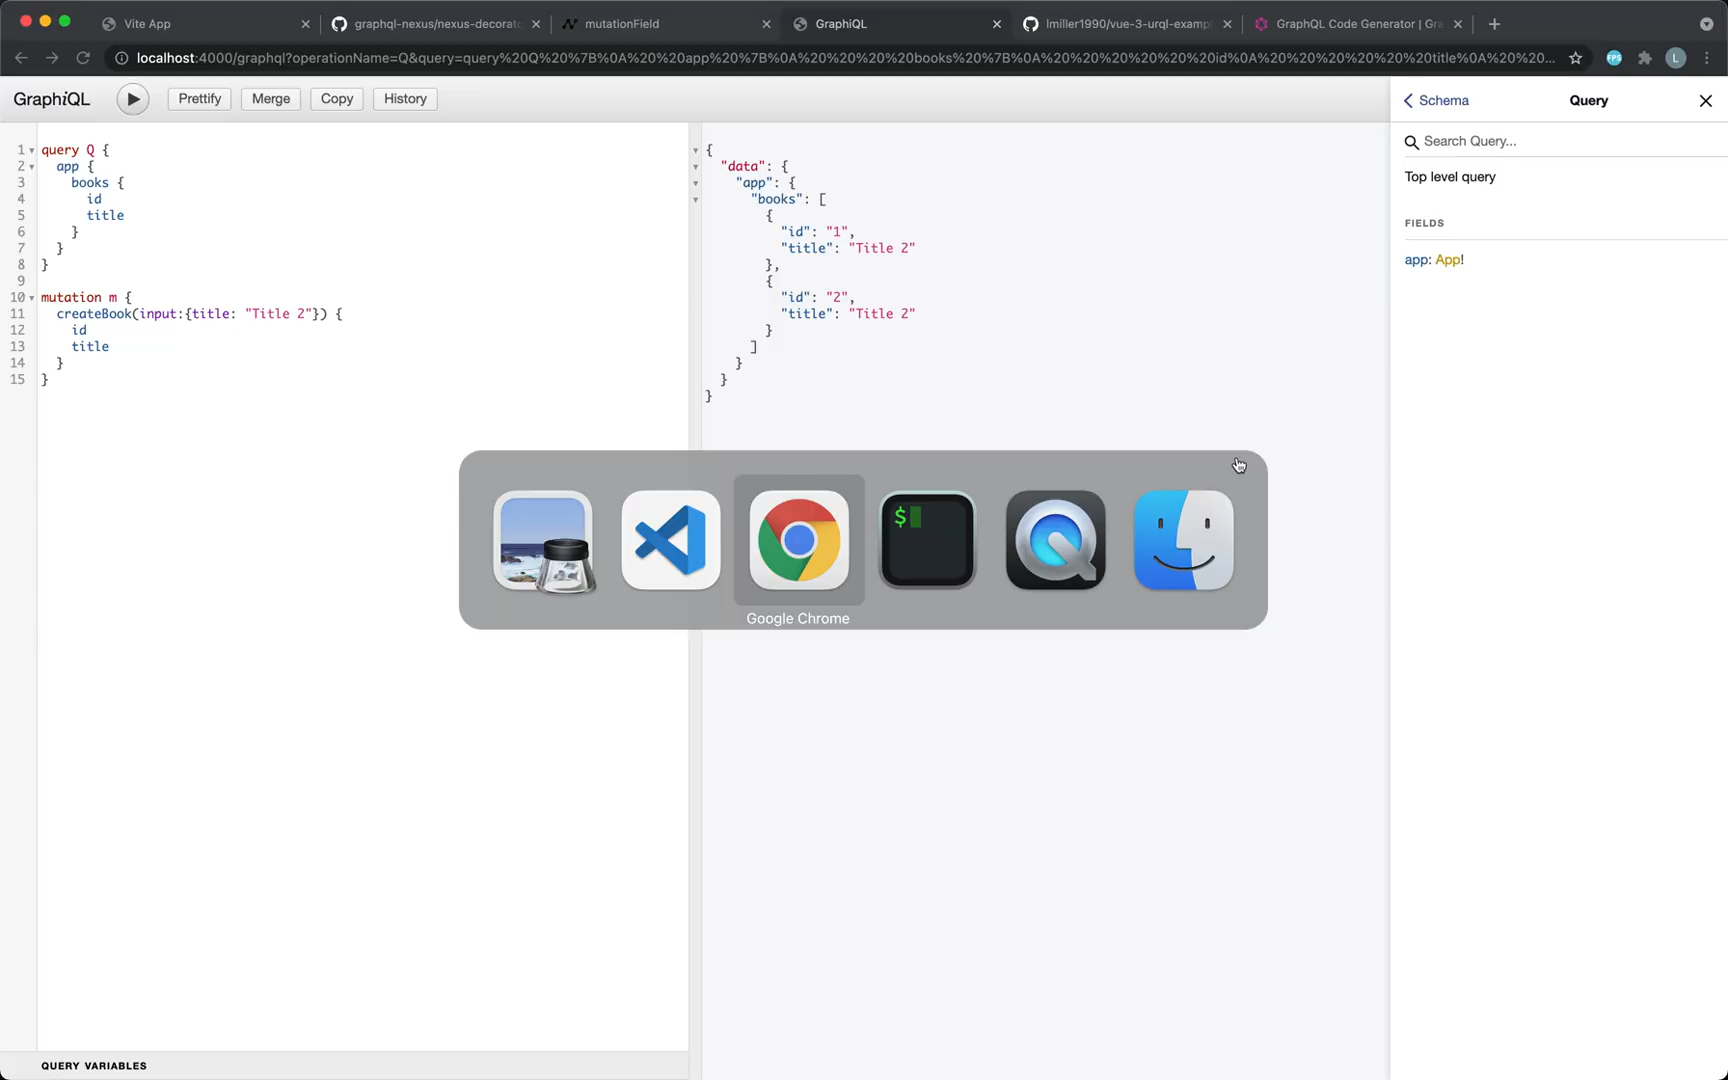 Vite App
graphql-nexus/nexus-decorato
mutationField
GraphiQL
lmiller1990/vue-3-urql-exampl
GraphQL Code Generator | Gra
localhost:4000/graphql?operationName=Q&query=query%20Q%20%7B%0A%20%20app%20%7B%0A%20%20%20%20books%20%7B%0A%20%20%20%20%20%20id%0A%20%20%20%20%20%20title%0A%20%20...
FPS
L
GraphiQL
Prettify
Merge
Copy
History
Schema
Query
Search Query...
Top level query
FIELDS
app: App!
1 query Q {
2 app {
3 books {
4 id
5 title
6 }
7 }
8 }
9
10 mutation m {
11 createBook(input:{title: "Title 2"}) {
12 id
13 title
14 }
15 }
{
"data": {
"app": {
"books": [
{
"id": "1",
"title": "Title 2"
},
{
"id": "2",
"title": "Title 2"
}
]
}
}
}
$
Google Chrome
QUERY VARIABLES